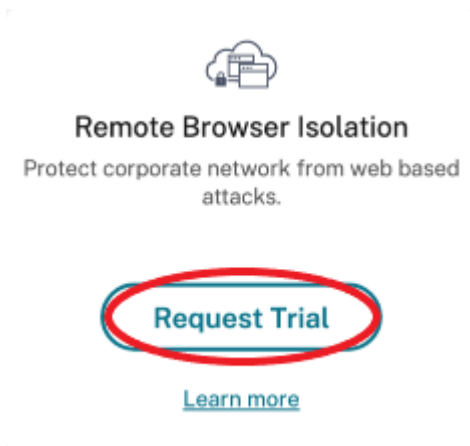 Remote Browser Isolation
Protect corporate network from web based
attacks.
Request Trial
Learn more